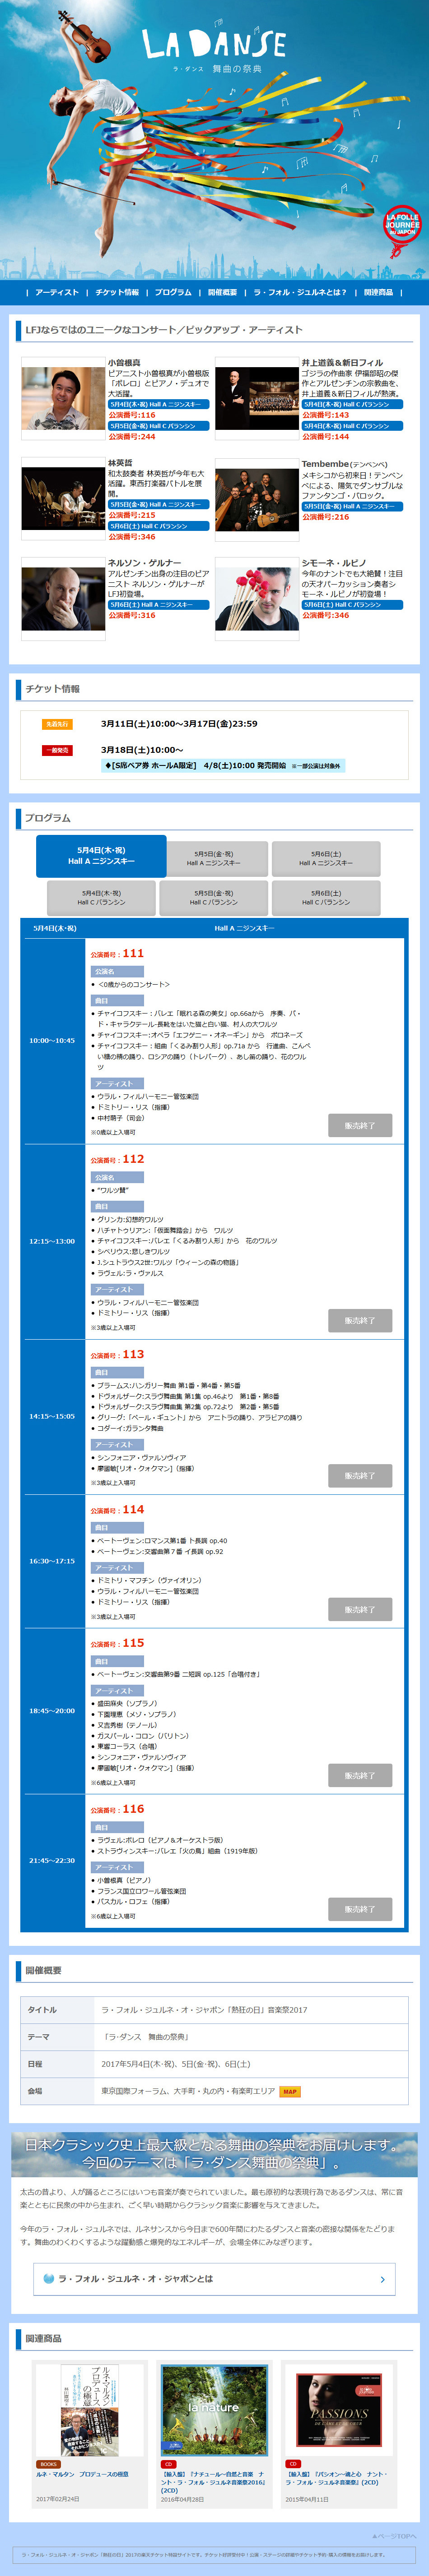 LA DANSE
ラ・ダンス　舞曲の祭典
LA FOLLE
JOURNÉE
au JAPON
| アーティスト | チケット情報 | プログラム | 開催概要 | ラ・フォル・ジュルネとは？ | 関連商品 |
LFJならではのユニークなコンサート／ピックアップ・アーティスト
小曽根真
ピアニスト小曽根真が小曽根版
「ボレロ」とピアノ・デュオで
大活躍。
5月4日(木･祝) Hall A ニジンスキー
公演番号:116
5月5日(金･祝) Hall C バランシン
公演番号:244
井上道義＆新日フィル
ゴジラの作曲家 伊福部昭の傑
作とアルゼンチンの宗教曲を、
井上道義＆新日フィルが熱演。
5月4日(木･祝) Hall C バランシン
公演番号:143
5月4日(木･祝) Hall C バランシン
公演番号:144
林英哲
和太鼓奏者 林英哲が今年も大
活躍。東西打楽器バトルを展
開。
5月5日(金･祝) Hall A ニジンスキー
公演番号:215
5月6日(土) Hall C バランシン
公演番号:346
Tembembe(テンベンベ)
メキシコから初来日！テンベン
ベによる、陽気でダンサブルな
ファンタンゴ・バロック。
5月5日(金･祝) Hall A ニジンスキー
公演番号:216
ネルソン・ゲルナー
アルゼンチン出身の注目のピア
ニスト ネルソン・ゲルナーが
LFJ初登場。
5月6日(土) Hall A ニジンスキー
公演番号:316
シモーネ・ルビノ
今年のナントでも大絶賛！注目
の天才パーカッション奏者シ
モーネ・ルビノが初登場！
5月6日(土) Hall C バランシン
公演番号:346
チケット情報
先着先行 3月11日(土)10:00～3月17日(金)23:59
一般発売 3月18日(土)10:00～
♦[S席ペア券 ホールA限定]　4/8(土)10:00 発売開始　※一部公演は対象外
プログラム
5月4日(木･祝)
Hall A ニジンスキー
5月5日(金･祝)
Hall A ニジンスキー
5月6日(土)
Hall A ニジンスキー
5月4日(木･祝)
Hall C バランシン
5月5日(金･祝)
Hall C バランシン
5月6日(土)
Hall C バランシン
5月4日(木･祝) Hall A ニジンスキー
10:00～10:45
公演番号：111
公演名
● ＜0歳からのコンサート＞
曲目
● チャイコフスキー：バレエ「眠れる森の美女」op.66aから　序奏、パ・
ド・キャラクテール-長靴をはいた猫と白い猫、村人の大ワルツ
● チャイコフスキー:オペラ「エフゲニー・オネーギン」から　ポロネーズ
● チャイコフスキー：組曲「くるみ割り人形」op.71a から　行進曲、こんぺ
い糖の精の踊り、ロシアの踊り（トレパーク）、あし笛の踊り、花のワル
ツ
アーティスト
● ウラル・フィルハーモニー管弦楽団
● ドミトリー・リス（指揮）
● 中村萌子（司会）
※0歳以上入場可
販売終了
12:15～13:00
公演番号：112
公演名
● “ワルツ賛”
曲目
● グリンカ:幻想的ワルツ
● ハチャトゥリアン:「仮面舞踏会」から　ワルツ
● チャイコフスキー:バレエ「くるみ割り人形」から　花のワルツ
● シベリウス:悲しきワルツ
● J.シュトラウス2世:ワルツ「ウィーンの森の物語」
● ラヴェル:ラ・ヴァルス
アーティスト
● ウラル・フィルハーモニー管弦楽団
● ドミトリー・リス（指揮）
※3歳以上入場可
販売終了
14:15～15:05
公演番号：113
曲目
● ブラームス:ハンガリー舞曲 第1番・第4番・第5番
● ドヴォルザーク:スラヴ舞曲集 第1集 op.46より　第1番・第8番
● ドヴォルザーク:スラヴ舞曲集 第2集 op.72より　第2番・第5番
● グリーグ:「ペール・ギュント」から　アニトラの踊り、アラビアの踊り
● コダーイ:ガランタ舞曲
アーティスト
● シンフォニア・ヴァルソヴィア
● 廖國敏[リオ・クォクマン]（指揮）
※3歳以上入場可
販売終了
16:30～17:15
公演番号：114
曲目
● ベートーヴェン:ロマンス第1番 ト長調 op.40
● ベートーヴェン:交響曲第７番 イ長調 op.92
アーティスト
● ドミトリ・マフチン（ヴァイオリン）
● ウラル・フィルハーモニー管弦楽団
● ドミトリー・リス（指揮）
※3歳以上入場可
販売終了
18:45～20:00
公演番号：115
曲目
● ベートーヴェン:交響曲第9番 二短調 op.125「合唱付き」
アーティスト
● 盛田麻央（ソプラノ）
● 下園理恵（メゾ・ソプラノ）
● 又吉秀樹（テノール）
● ガスパール・コロン（バリトン）
● 東響コーラス（合唱）
● シンフォニア・ヴァルソヴィア
● 廖國敏[リオ・クォクマン]（指揮）
※6歳以上入場可
販売終了
21:45～22:30
公演番号：116
曲目
● ラヴェル:ボレロ（ピアノ＆オーケストラ版）
● ストラヴィンスキー:バレエ「火の鳥」組曲（1919年版）
アーティスト
● 小曽根真（ピアノ）
● フランス国立ロワール管弦楽団
● パスカル・ロフェ（指揮）
※6歳以上入場可
販売終了
開催概要
タイトル ラ・フォル・ジュルネ・オ・ジャポン「熱狂の日」音楽祭2017
テーマ 「ラ･ダンス　舞曲の祭典」
日程 2017年5月4日(木･祝)、5日(金･祝)、6日(土)
会場 東京国際フォーラム、大手町・丸の内・有楽町エリア MAP
日本クラシック史上最大級となる舞曲の祭典をお届けします。
今回のテーマは「ラ･ダンス舞曲の祭典」。
太古の昔より、人が踊るところにはいつも音楽が奏でられていました。最も原初的な表現行為であるダンスは、常に音
楽とともに民衆の中から生まれ、ごく早い時期からクラシック音楽に影響を与えてきました。
今年のラ・フォル・ジュルネでは、ルネサンスから今日まで600年間にわたるダンスと音楽の密接な関係をたどりま
す。舞曲のわくわくするような躍動感と爆発的なエネルギーが、会場全体にみなぎります。
ラ・フォル・ジュルネ・オ・ジャポンとは
関連商品
ルネ・マルタン
プロデュースの極意
BOOKS
ルネ・マルタン　プロデュースの極意
2017年02月24日
la nature
CD
【輸入盤】『ナチュール～自然と音楽　ナ
ント・ラ・フォル・ジュルネ音楽祭2016』
(2CD)
2016年04月28日
PASSIONS
CD
【輸入盤】『パシオン～魂と心　ナント・
ラ・フォル・ジュルネ音楽祭』(2CD)
2015年04月11日
▲ページTOPへ
ラ・フォル・ジュルネ・オ・ジャポン「熱狂の日」2017の楽天チケット特設サイトです。チケット好評受付中！公演・ステージの詳細やチケット予約･購入の情報をお届けします。